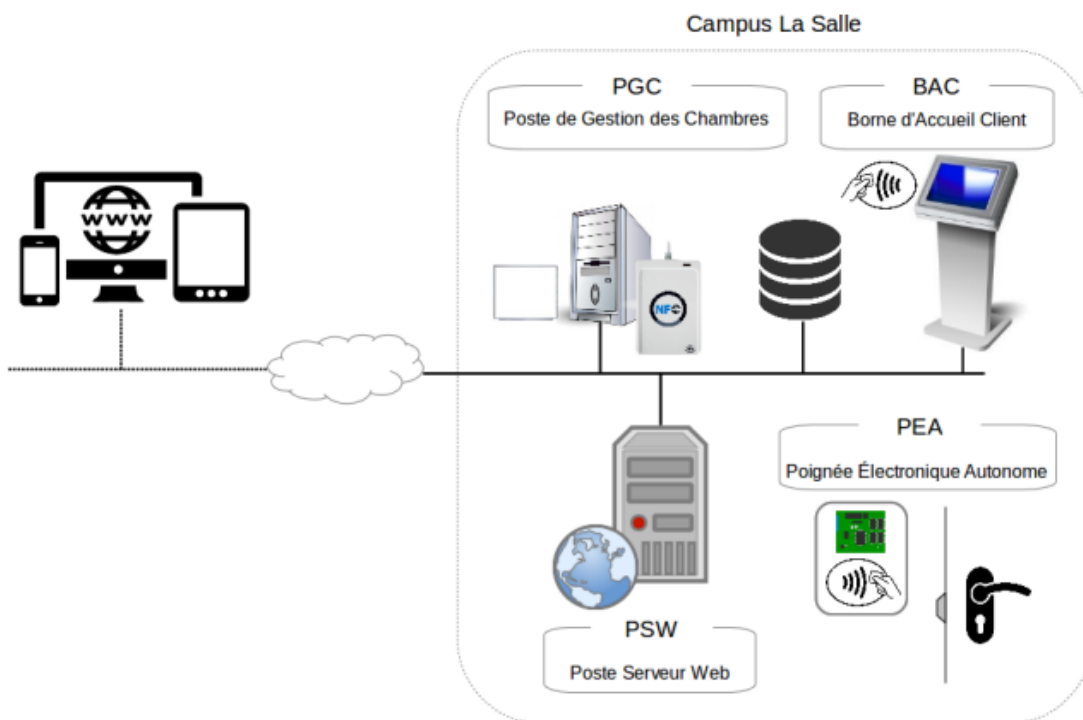 Campus La Salle
PGC
Poste de Gestion des Chambres
BAC
Borne d'Accueil Client
www
NFC
PEA
Poignée Électronique Autonome
PSW
Poste Serveur Web